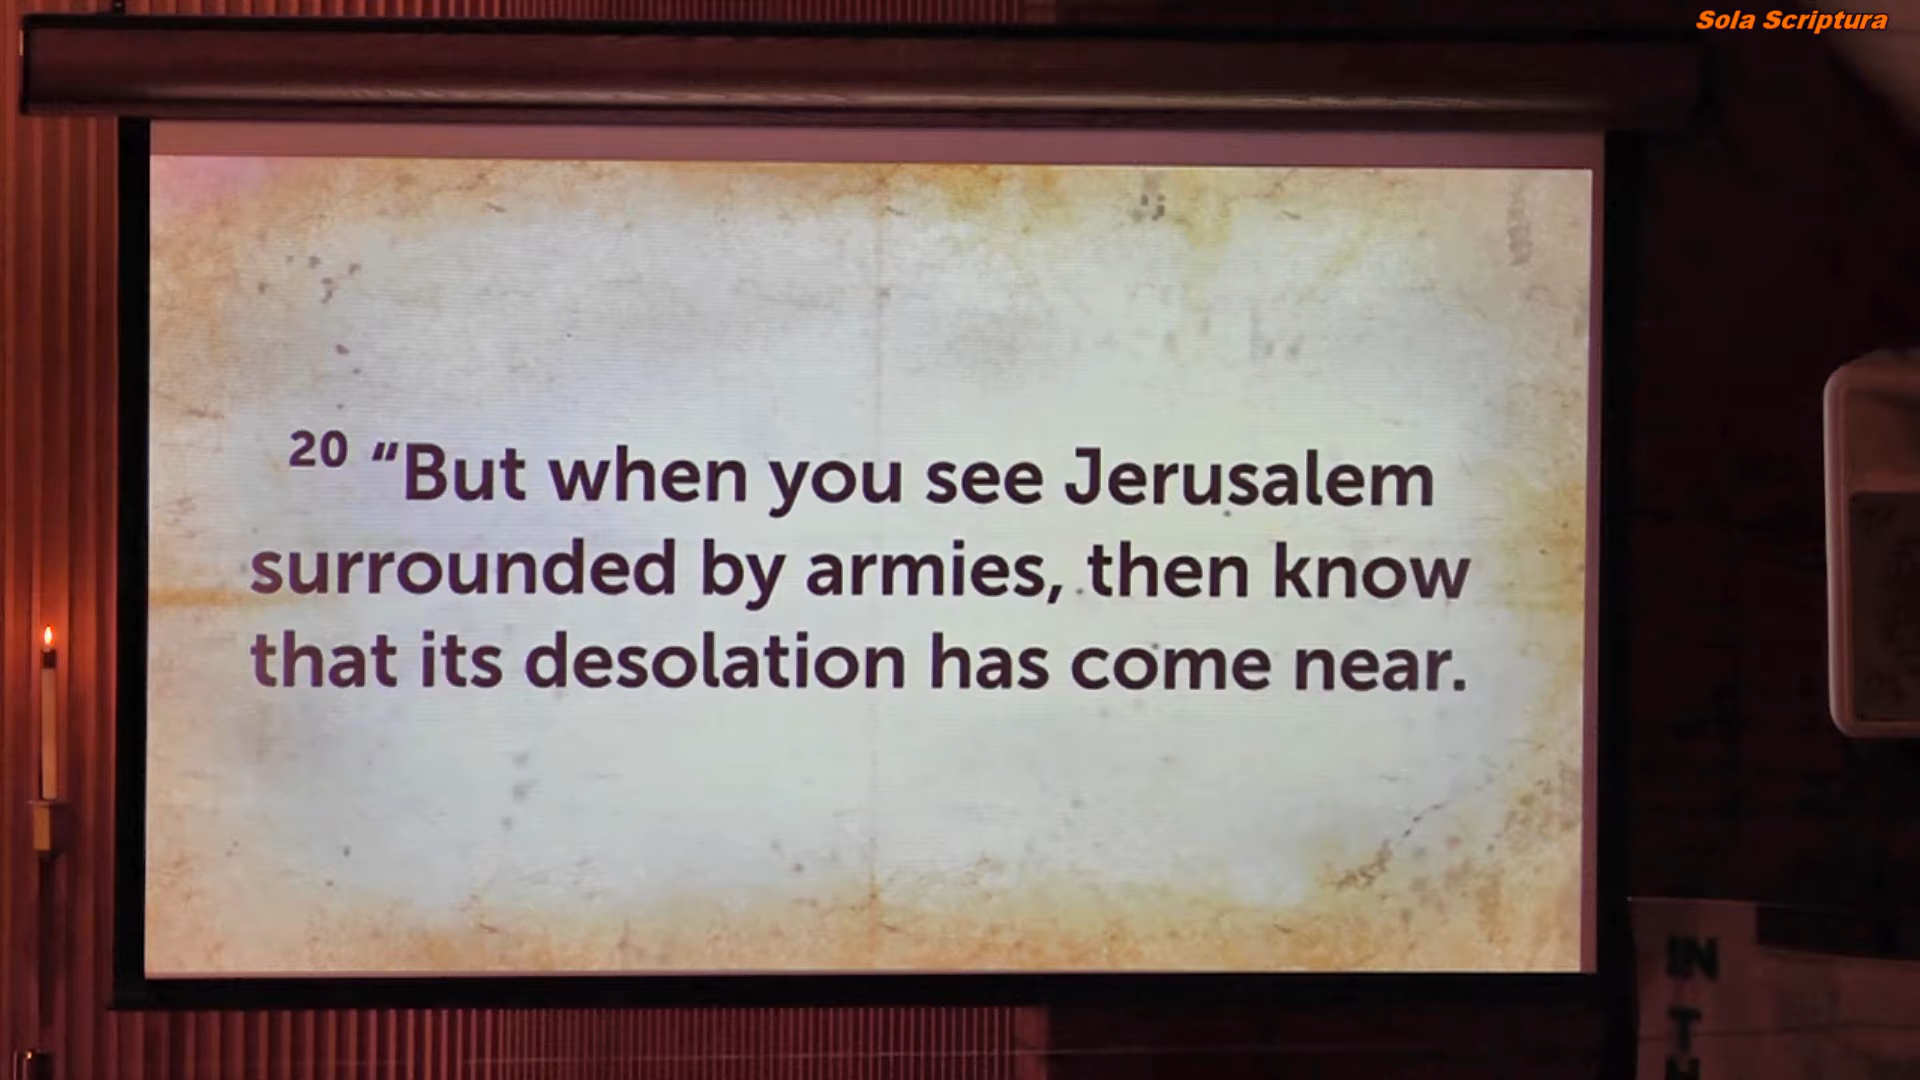 Sola Scriptura
20 “But when you see Jerusalem
surrounded by armies, then know
that its desolation has come near.
IN